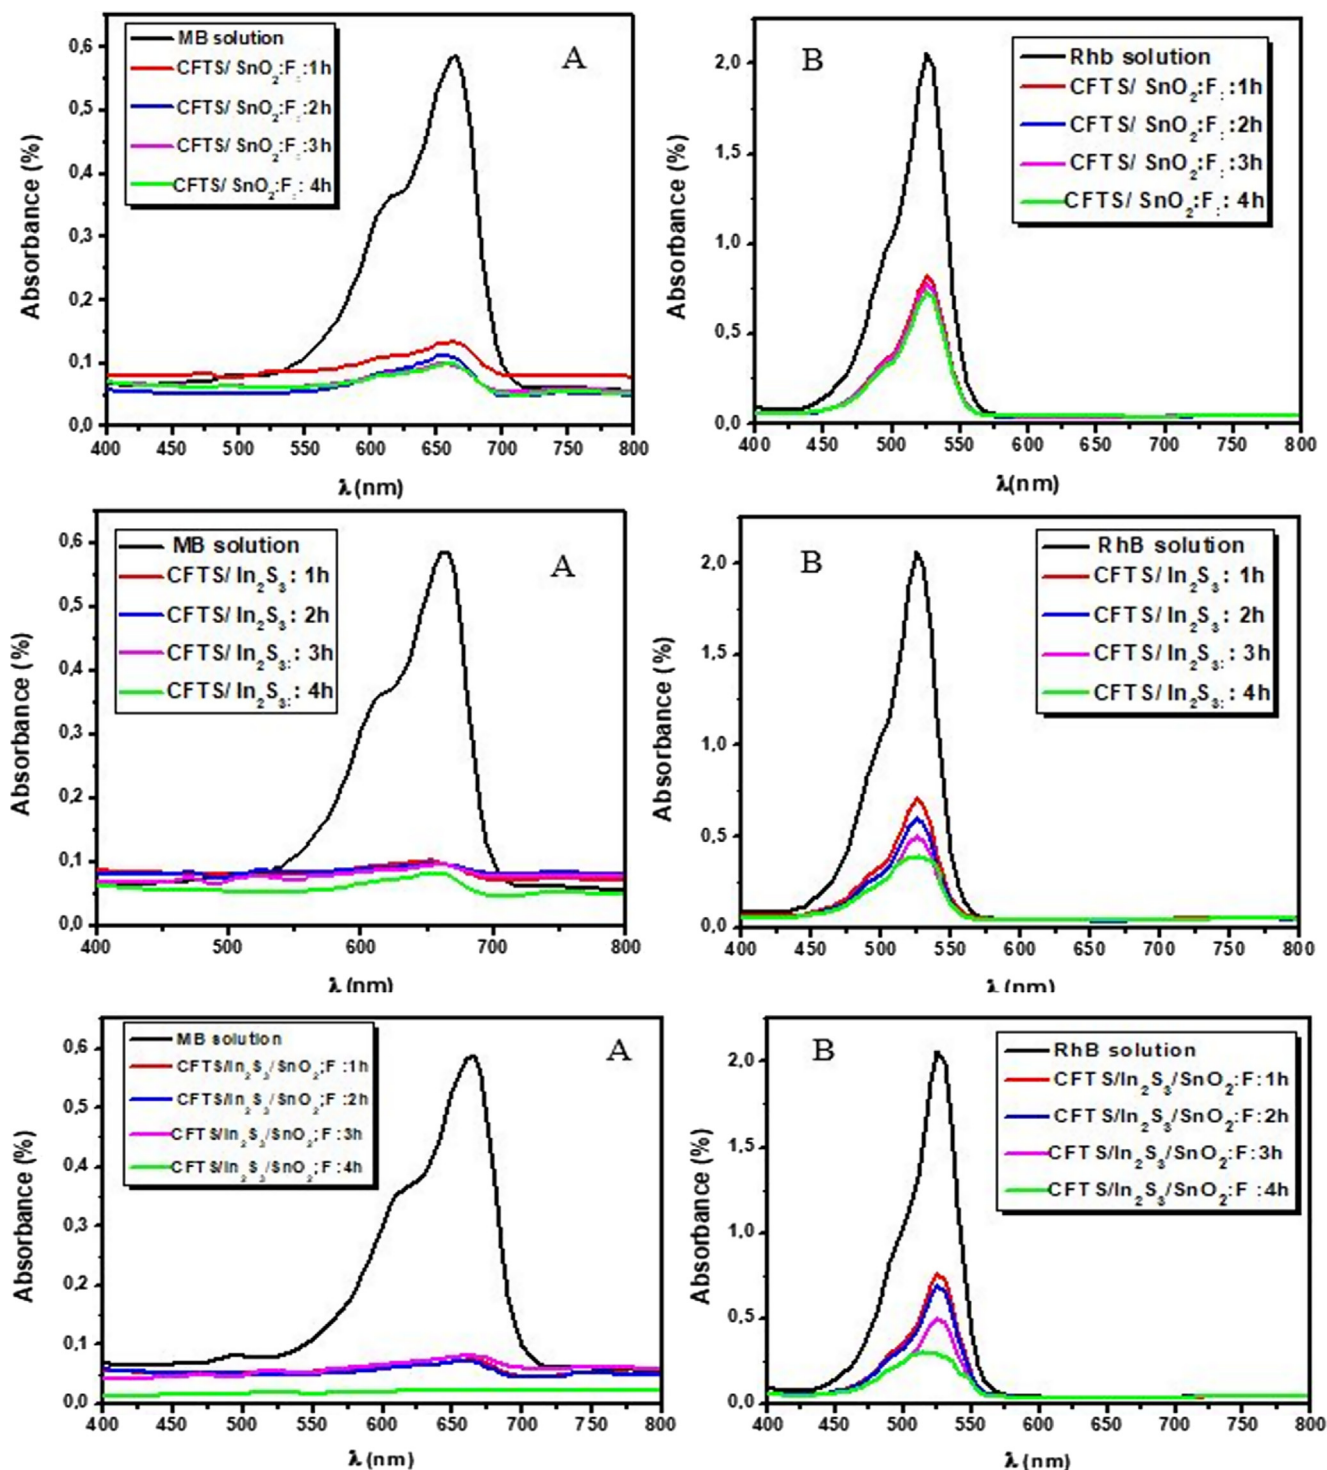 MB solution
CFTS/ SnO₂:F: :1h
CFTS/ SnO₂:F: :2h
CFTS/ SnO₂:F: :3h
CFTS/ SnO₂:F: : 4h
A
0,6
0,5
0,4
0,3
0,2
0,1
0,0
Absorbance (%)
400 450 500 550 600 650 700 750 800
λ (nm)
Rhb solution
CFTS/ SnO₂:F: :1h
CFTS/ SnO₂:F: :2h
CFTS/ SnO₂:F: :3h
CFTS/ SnO₂:F: : 4h
B
2,0
1,5
1,0
0,5
0,0
Absorbance (%)
400 450 500 550 600 650 700 750 800
λ(nm)
MB solution
CFTS/ In₂S₃: 1h
CFTS/ In₂S₃: 2h
CFTS/ In₂S₃: : 3h
CFTS/ In₂S₃: : 4h
A
0,6
0,5
0,4
0,3
0,2
0,1
0,0
Absorbance (%)
400 500 600 700 800
λ (nm)
RhB solution
CFTS/ In₂S₃: 1h
CFTS/ In₂S₃: 2h
CFTS/ In₂S₃: : 3h
CFTS/ In₂S₃: : 4h
B
2,0
1,5
1,0
0,5
0,0
Absorbance (%)
400 450 500 550 600 650 700 750 800
λ (nm)
MB solution
CFTS/In₂S₃/SnO₂;F :1h
CFTS/In₂S₃/SnO₂;F :2h
CFTS/In₂S₃/SnO₂;F :3h
CFTS/In₂S₃/SnO₂;F :4h
A
0,6
0,5
0,4
0,3
0,2
0,1
0,0
Absorbance (%)
400 450 500 550 600 650 700 750 800
λ (nm)
RhB solution
CFTS/In₂S₃/SnO₂:F: 1h
CFTS/In₂S₃/SnO₂:F: 2h
CFTS/In₂S₃/SnO₂:F: 3h
CFTS/In₂S₃/SnO₂:F :4h
B
2,0
1,5
1,0
0,5
0,0
Absorbance (%)
400 450 500 550 600 650 700 750 800
λ (nm)